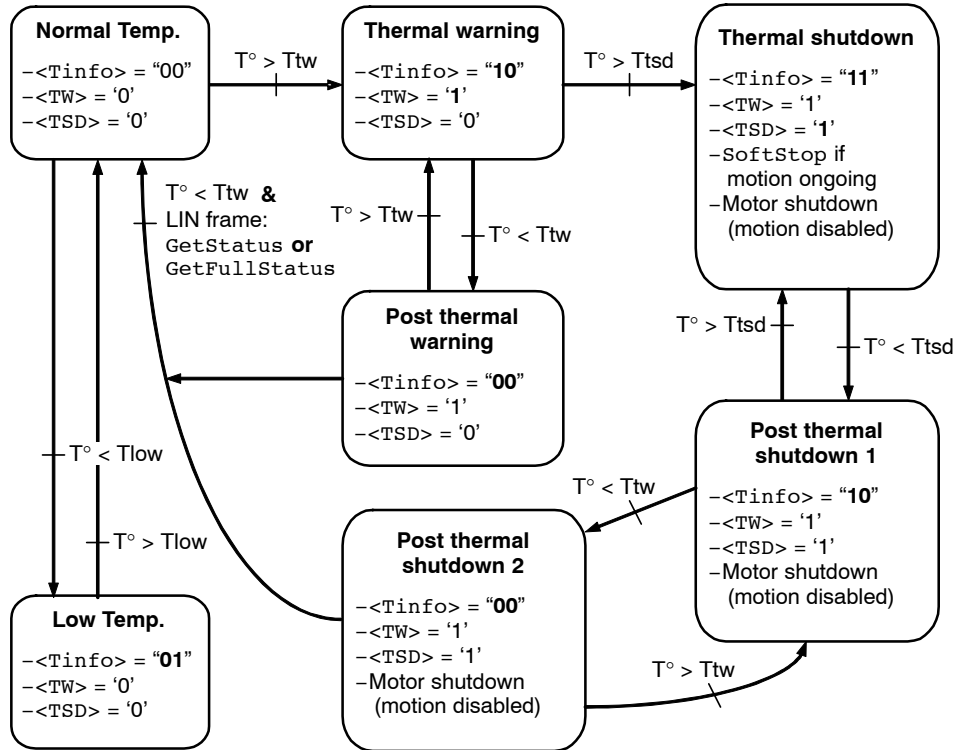 Normal Temp.
–<Tinfo> = “00”
–<TW> = ‘0’
–<TSD> = ‘0’
T° > Ttw
Thermal warning
–<Tinfo> = “10”
–<TW> = ‘1’
–<TSD> = ‘0’
T° > Ttsd
Thermal shutdown
–<Tinfo> = “11”
–<TW> = ‘1’
–<TSD> = ‘1’
–SoftStop if
motion ongoing
–Motor shutdown
(motion disabled)
T° < Ttw &
LIN frame:
GetStatus or
GetFullStatus
T° > Ttw
T° < Ttw
Post thermal
warning
–<Tinfo> = “00”
–<TW> = ‘1’
–<TSD> = ‘0’
T° > Ttsd
T° < Ttsd
Post thermal
shutdown 1
–<Tinfo> = “10”
–<TW> = ‘1’
–<TSD> = ‘1’
–Motor shutdown
(motion disabled)
T° < Ttw
T° < Tlow
T° > Tlow
Post thermal
shutdown 2
–<Tinfo> = “00”
–<TW> = ‘1’
–<TSD> = ‘1’
–Motor shutdown
(motion disabled)
T° > Ttw
Low Temp.
–<Tinfo> = “01”
–<TW> = ‘0’
–<TSD> = ‘0’